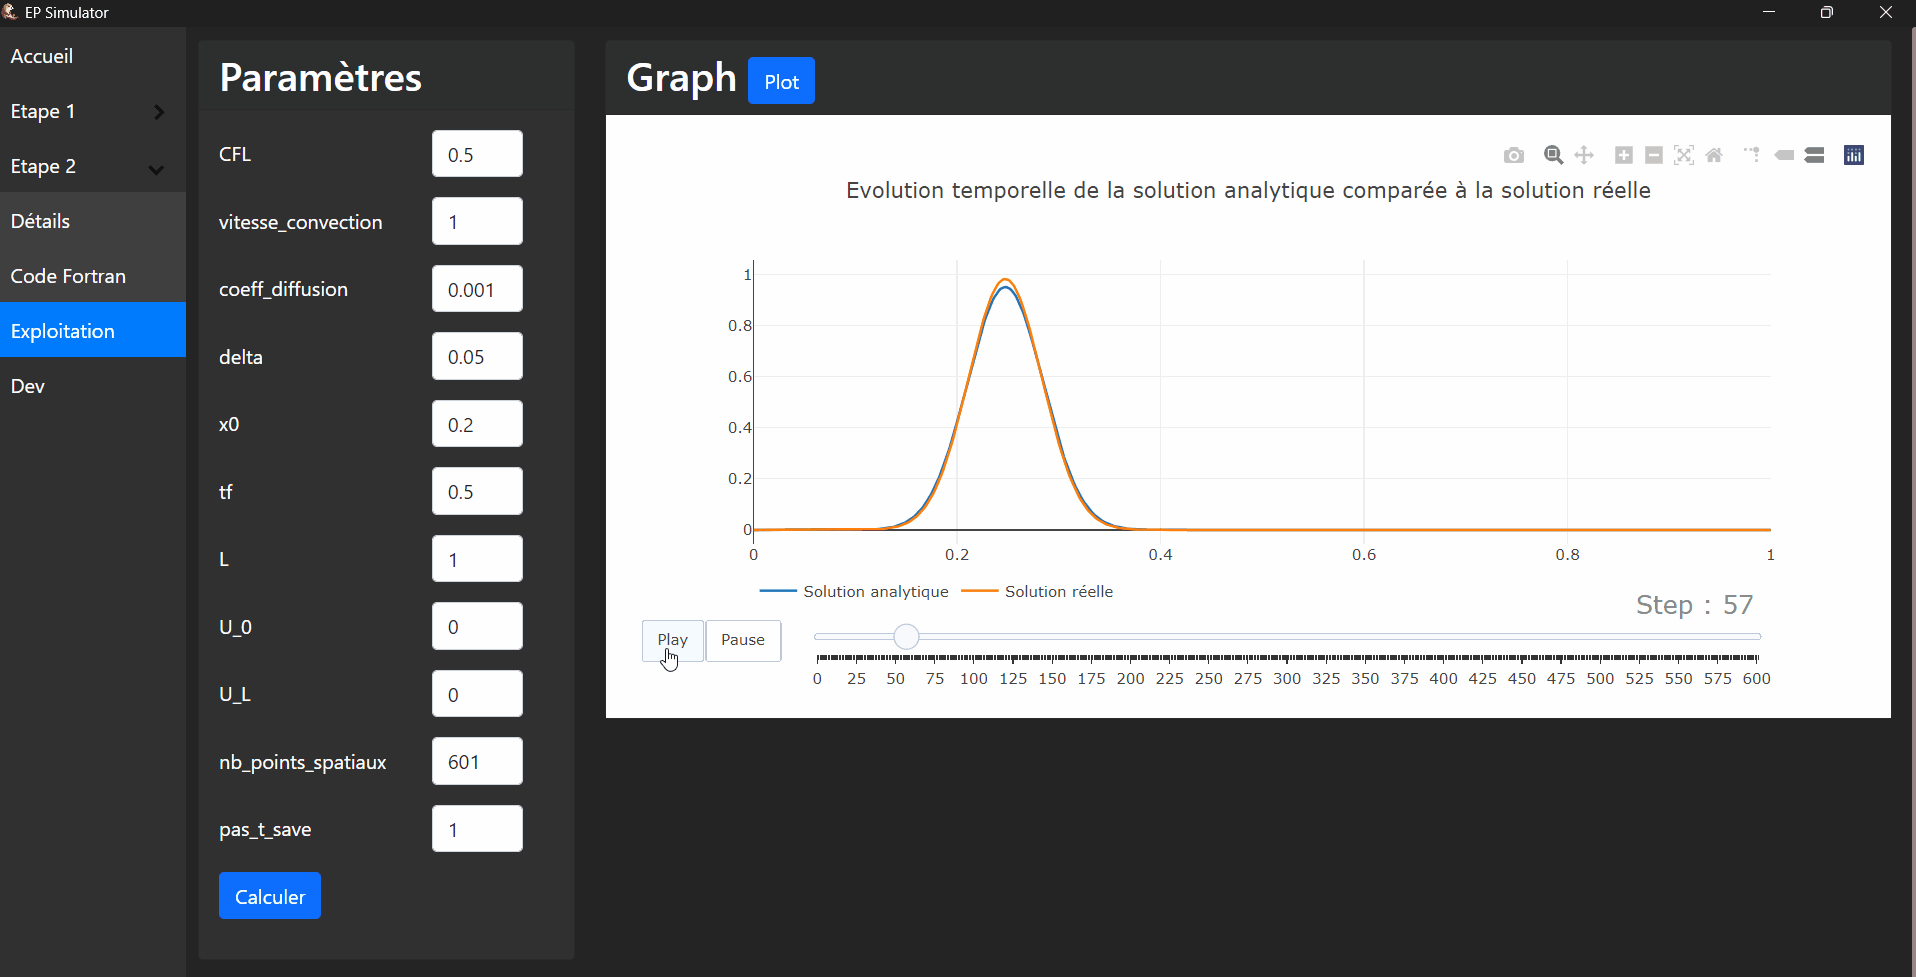 EP Simulator
Accueil
Etape 1
Etape 2
Détails
Code Fortran
Exploitation
Dev
Paramètres
CFL 0.5
vitesse_convection 1
coeff_diffusion 0.001
delta 0.05
x0 0.2
tf 0.5
L 1
U_0 0
U_L 0
nb_points_spatiaux 601
pas_t_save 1
Calculer
Graph Plot
Evolution temporelle de la solution analytique comparée à la solution réelle
1
0.8
0.6
0.4
0.2
0
0 0.2 0.4 0.6 0.8 1
Solution analytique Solution réelle
Step : 57
Play Pause
0 25 50 75 100 125 150 175 200 225 250 275 300 325 350 375 400 425 450 475 500 525 550 575 600